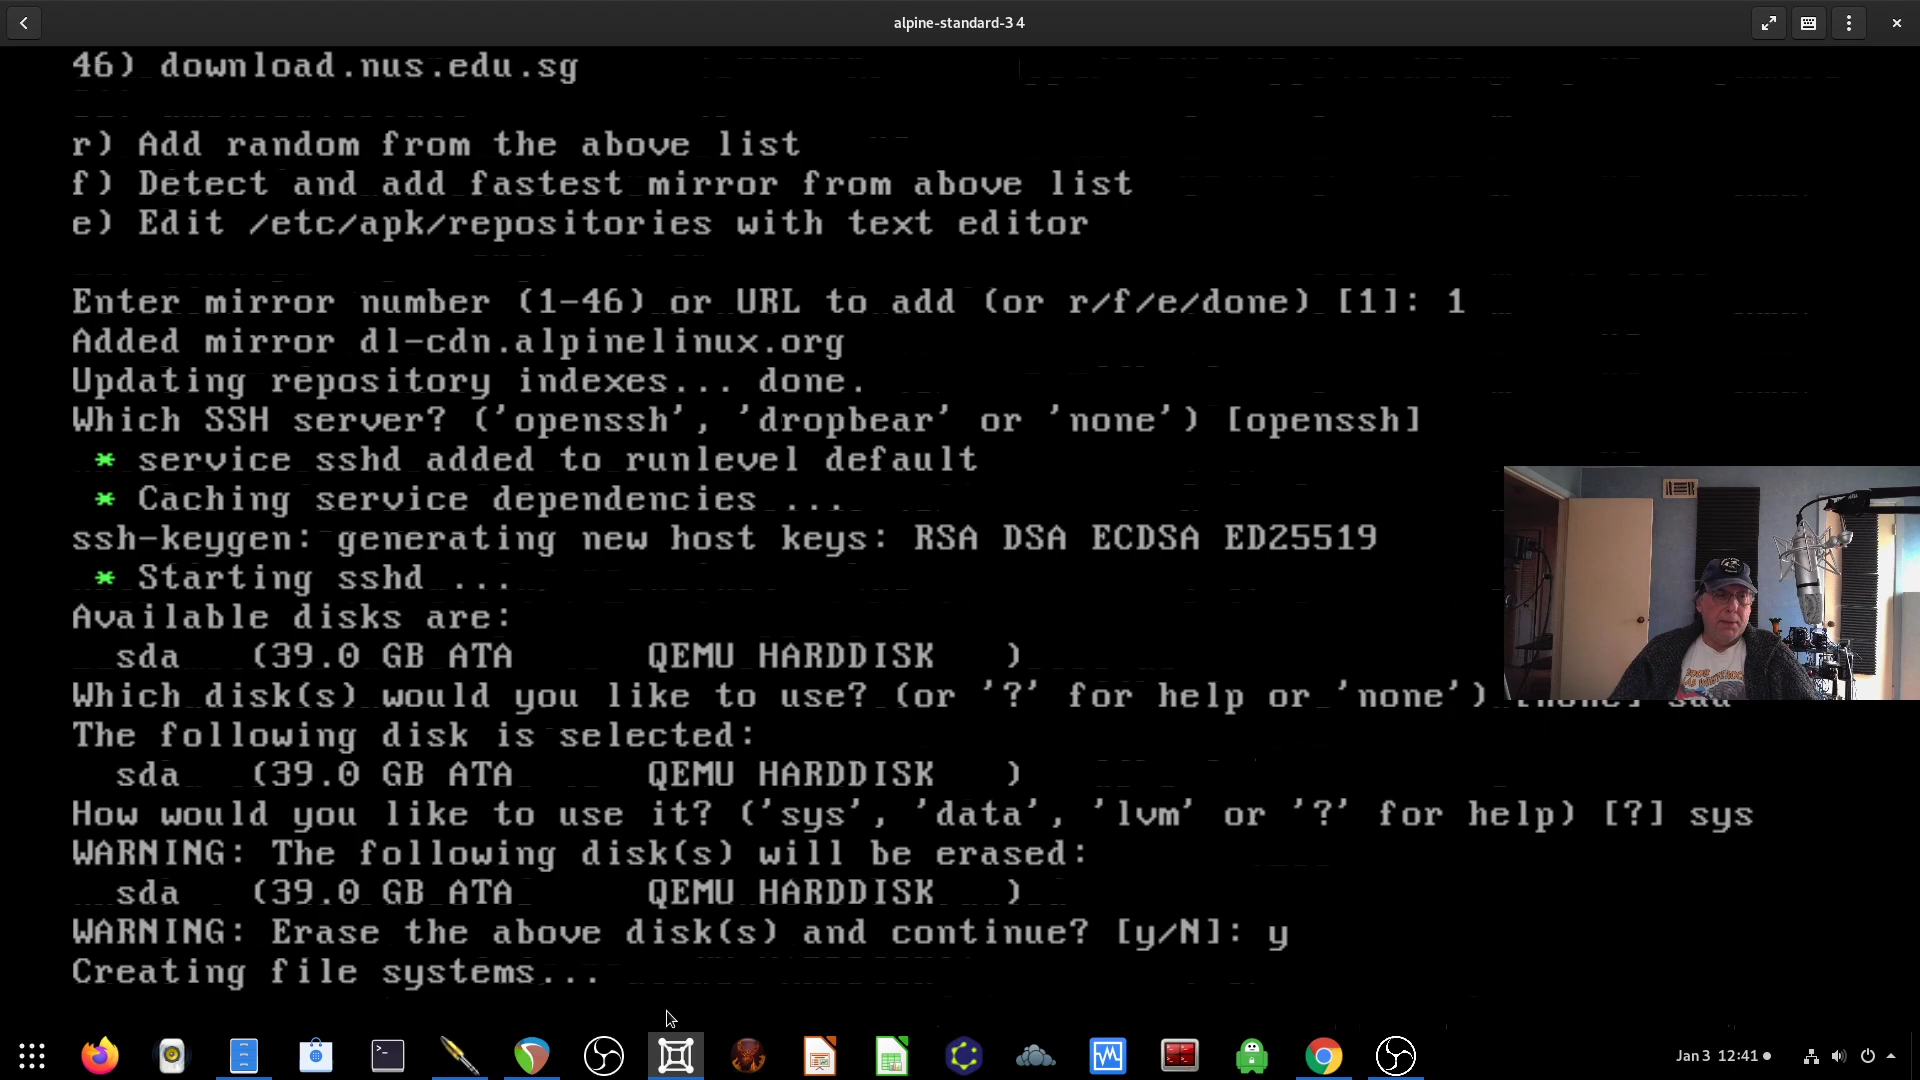 alpine-standard-3 4
46) download.nus.edu.sg
r) Add random from the above list
f) Detect and add fastest mirror from above list
e) Edit /etc/apk/repositories with text editor
Enter mirror number (1-46) or URL to add (or r/f/e/done) [1]: 1
Added mirror dl-cdn.alpinelinux.org
Updating repository indexes... done.
Which SSH server? ('openssh', 'dropbear' or 'none') [openssh]
* service sshd added to runlevel default
* Caching service dependencies ...
ssh-keygen: generating new host keys: RSA DSA ECDSA ED25519
* Starting sshd ...
Available disks are:
sda (39.0 GB ATA QEMU HARDDISK )
Which disk(s) would you like to use? (or '?' for help or 'none')
The following disk is selected:
sda (39.0 GB ATA QEMU HARDDISK )
How would you like to use it? ('sys', 'data', 'lvm' or '?' for help) [?] sys
WARNING: The following disk(s) will be erased:
sda (39.0 GB ATA QEMU HARDDISK )
WARNING: Erase the above disk(s) and continue? [y/N]: y
Creating file systems...
Jan 3 12:41